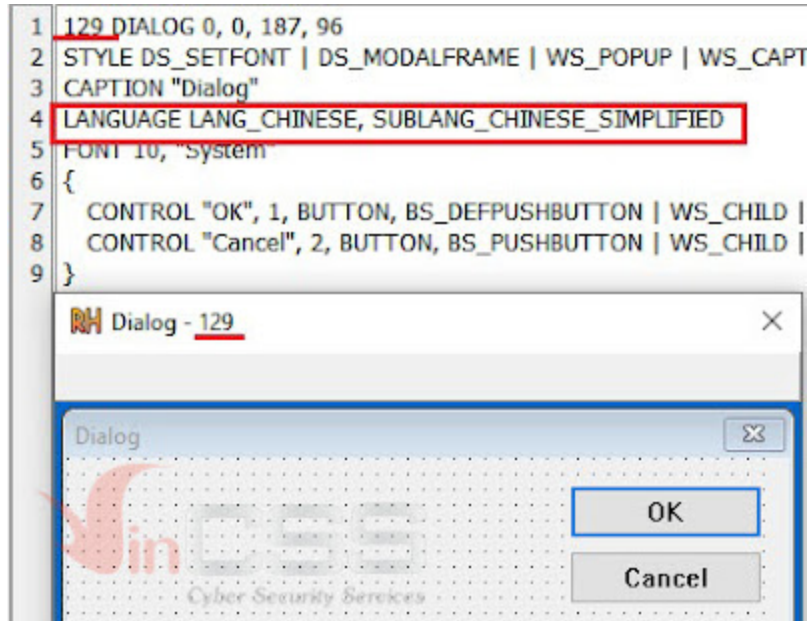 1 129 DIALOG 0, 0, 187, 96
2 STYLE DS_SETFONT | DS_MODALFRAME | WS_POPUP | WS_CAPT
3 CAPTION "Dialog"
4 LANGUAGE LANG_CHINESE, SUBLANG_CHINESE_SIMPLIFIED
5 FONT 10, "System"
6 {
7 CONTROL "OK", 1, BUTTON, BS_DEFPUSHBUTTON | WS_CHILD |
8 CONTROL "Cancel", 2, BUTTON, BS_PUSHBUTTON | WS_CHILD |
9 }
RH Dialog - 129
Dialog
OK
Cancel
inCSS
Cyber Security Services